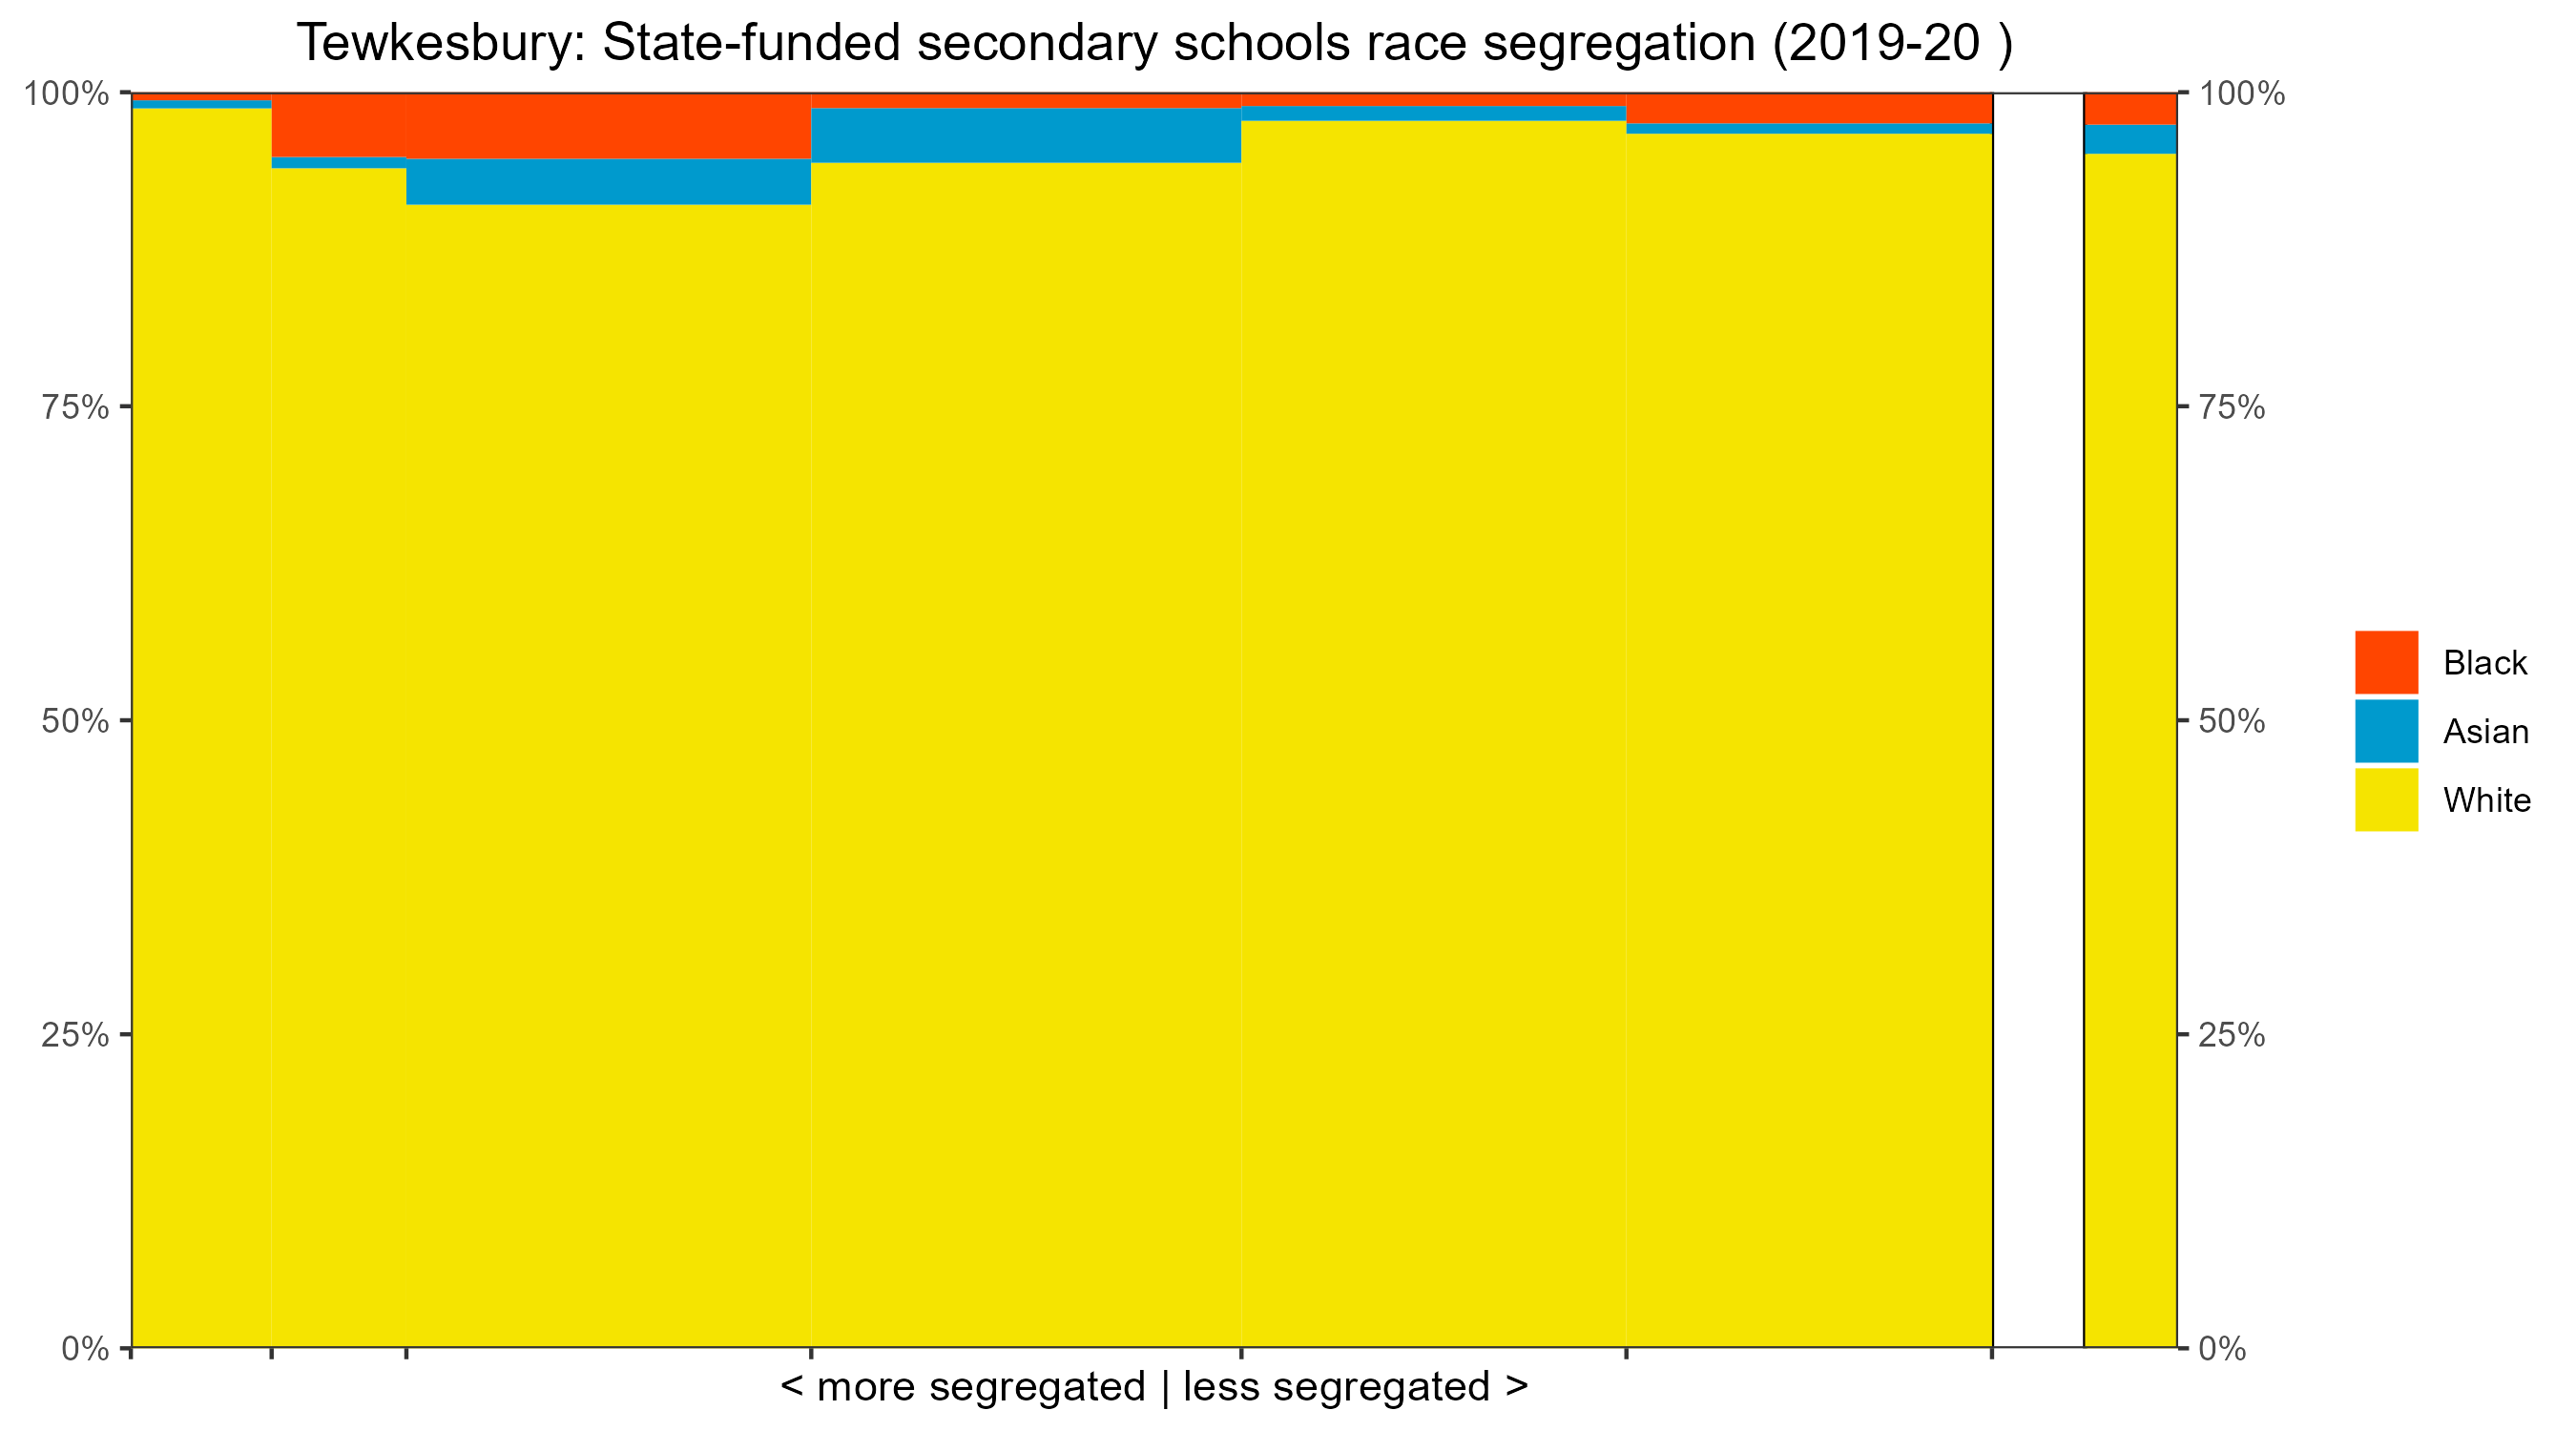 Tewkesbury: State-funded secondary schools race segregation (2019-20 )
100%
75%
50%
25%
0%
100%
75%
50%
25%
0%
Black
Asian
White
< more segregated | less segregated >